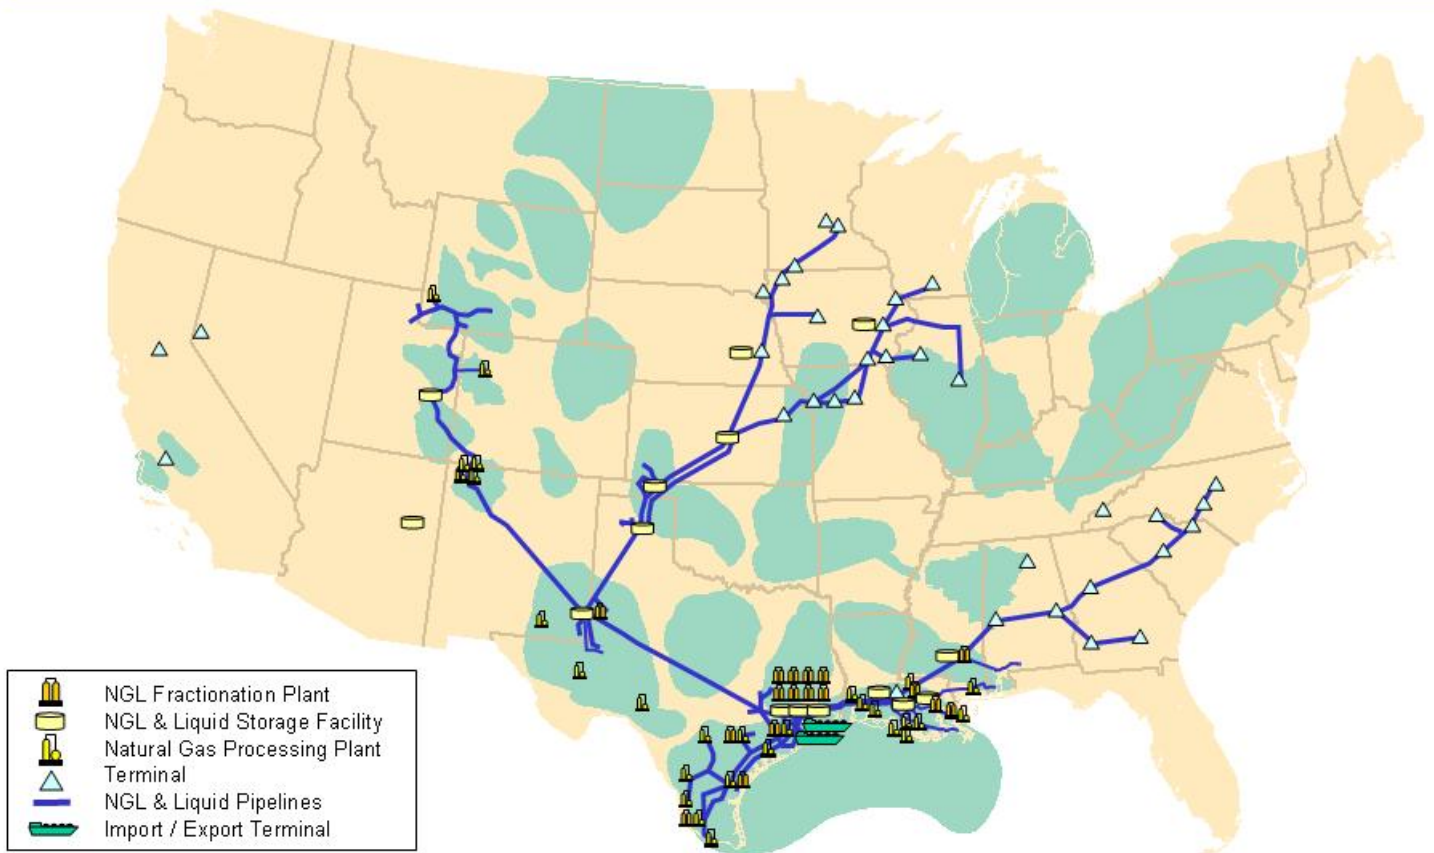 NGL Fractionation Plant
NGL & Liquid Storage Facility
Natural Gas Processing Plant
Terminal
NGL & Liquid Pipelines
Import / Export Terminal